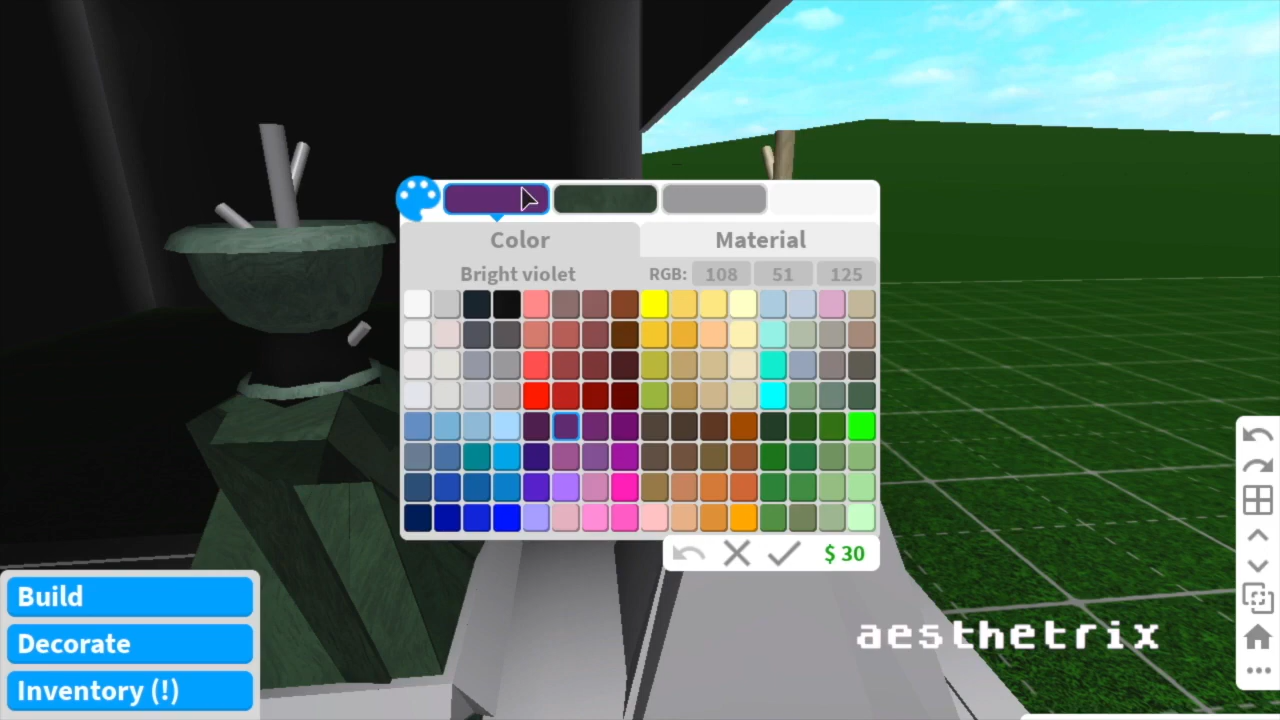 Color
Material
Bright violet
RGB: 108 51 125
$ 30
Build
Decorate
Inventory (!)
aesthetrix